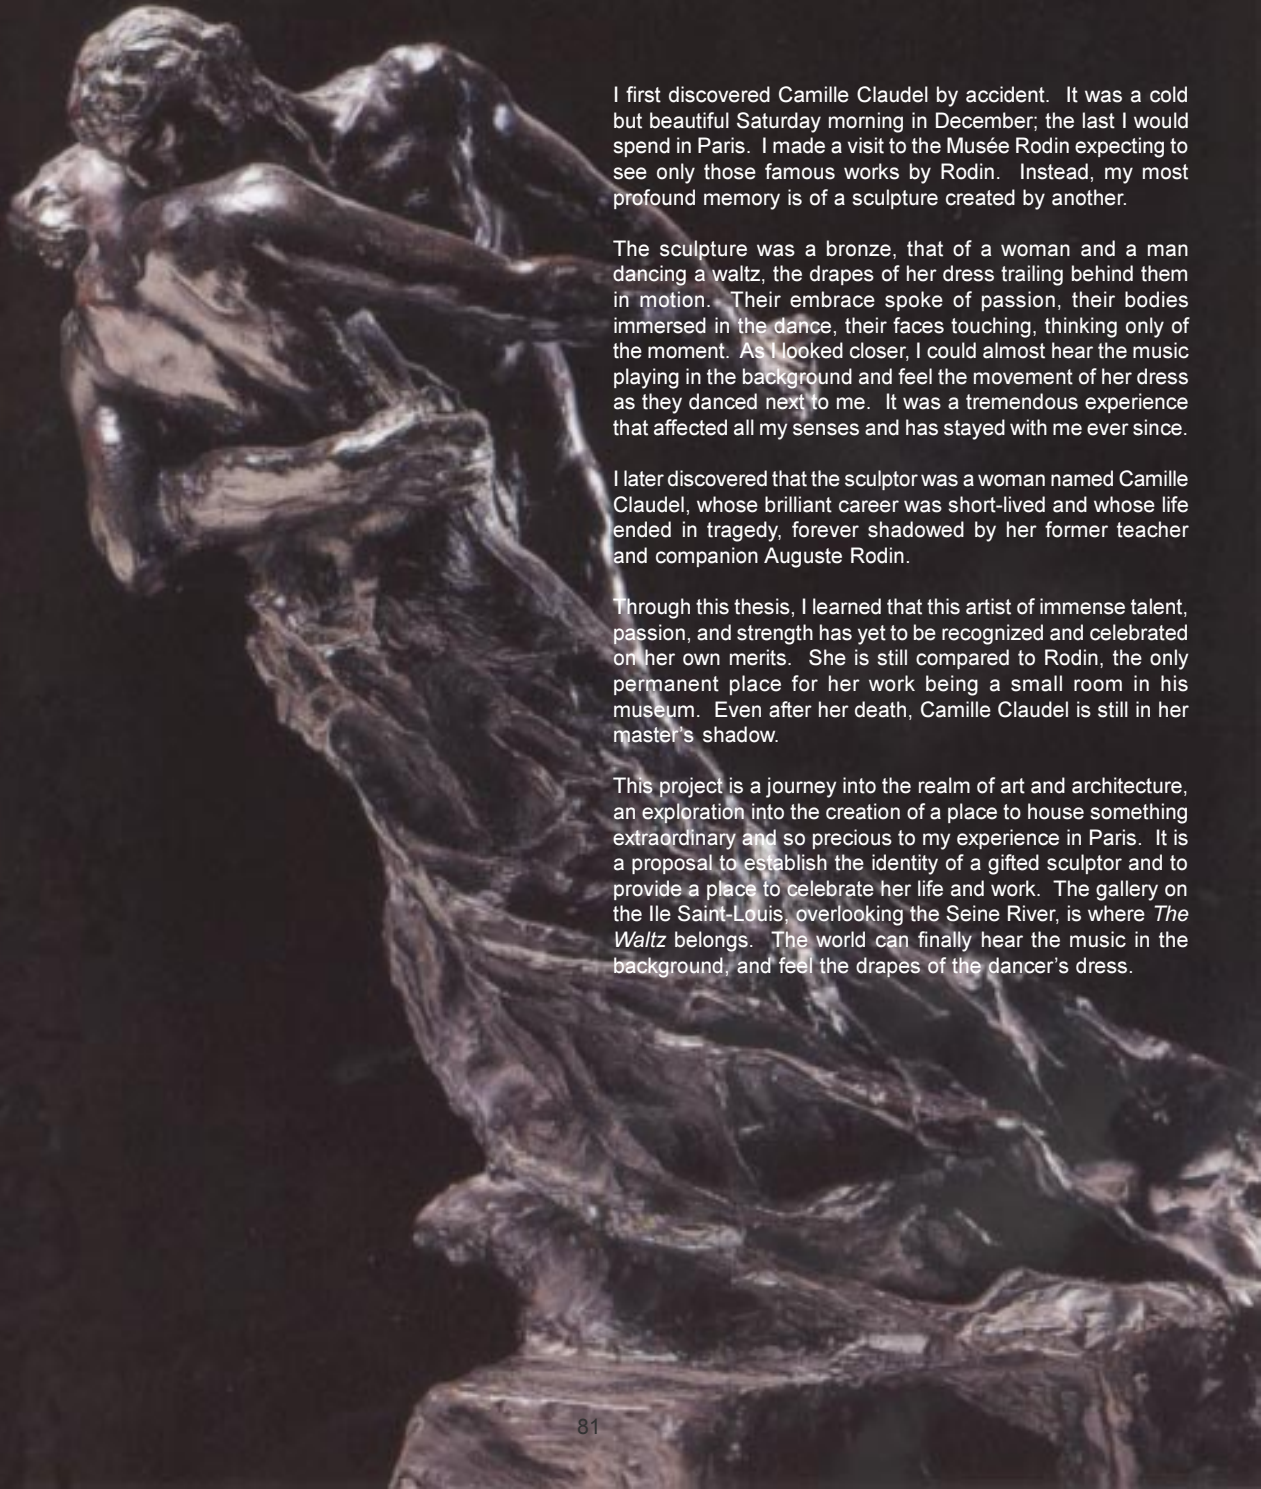 I first discovered Camille Claudel by accident. It was a cold
but beautiful Saturday morning in December; the last I would
spend in Paris. I made a visit to the Musée Rodin expecting to
see only those famous works by Rodin. Instead, my most
profound memory is of a sculpture created by another.
The sculpture was a bronze, that of a woman and a man
dancing a waltz, the drapes of her dress trailing behind them
in motion. Their embrace spoke of passion, their bodies
immersed in the dance, their faces touching, thinking only of
the moment. As I looked closer, I could almost hear the music
playing in the background and feel the movement of her dress
as they danced next to me. It was a tremendous experience
that affected all my senses and has stayed with me ever since.
I later discovered that the sculptor was a woman named Camille
Claudel, whose brilliant career was short-lived and whose life
ended in tragedy, forever shadowed by her former teacher
and companion Auguste Rodin.
Through this thesis, I learned that this artist of immense talent,
passion, and strength has yet to be recognized and celebrated
on her own merits. She is still compared to Rodin, the only
permanent place for her work being a small room in his
museum. Even after her death, Camille Claudel is still in her
master's shadow.
This project is a journey into the realm of art and architecture,
an exploration into the creation of a place to house something
extraordinary and so precious to my experience in Paris. It is
a proposal to establish the identity of a gifted sculptor and to
provide a place to celebrate her life and work. The gallery on
the Ile Saint-Louis, overlooking the Seine River, is where The
Waltz belongs. The world can finally hear the music in the
background, and feel the drapes of the dancer's dress.
81